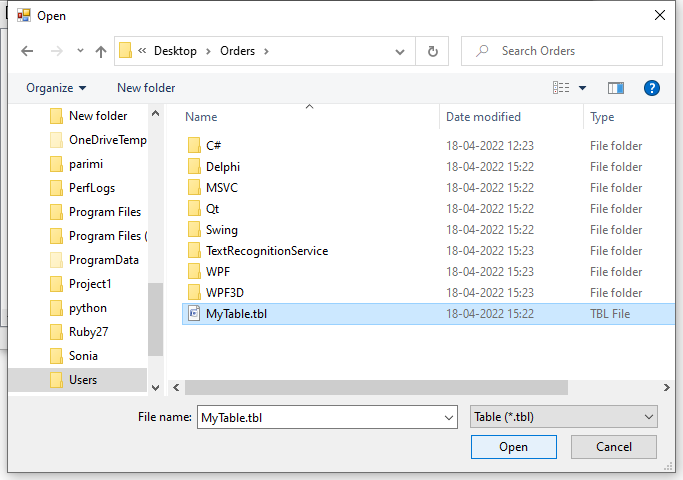 Open
« Desktop › Orders ›
Search Orders
Organize
New folder
?
New folder
OneDriveTemp
parimi
PerfLogs
Program Files
Program Files (
ProgramData
Project1
python
Ruby27
Sonia
Users
Name Date modified Type
C# 18-04-2022 12:23 File folder
Delphi 18-04-2022 15:22 File folder
MSVC 18-04-2022 15:22 File folder
Qt 18-04-2022 15:22 File folder
Swing 18-04-2022 15:22 File folder
TextRecognitionService 18-04-2022 15:23 File folder
WPF 18-04-2022 15:23 File folder
WPF3D 18-04-2022 15:23 File folder
MyTable.tbl 18-04-2022 15:22 TBL File
File name: MyTable.tbl Table (*.tbl)
Open Cancel